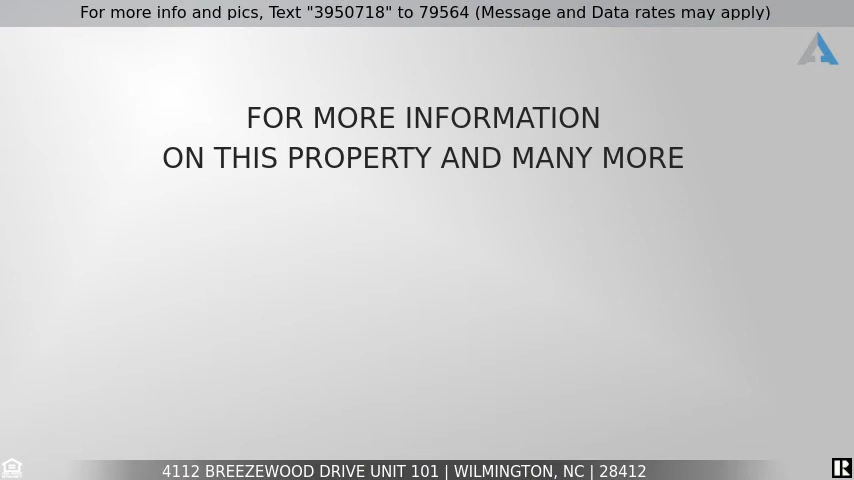 For more info and pics, Text "3950718" to 79564 (Message and Data rates may apply)
FOR MORE INFORMATION
ON THIS PROPERTY AND MANY MORE
4112 BREEZEWOOD DRIVE UNIT 101 | WILMINGTON, NC | 28412